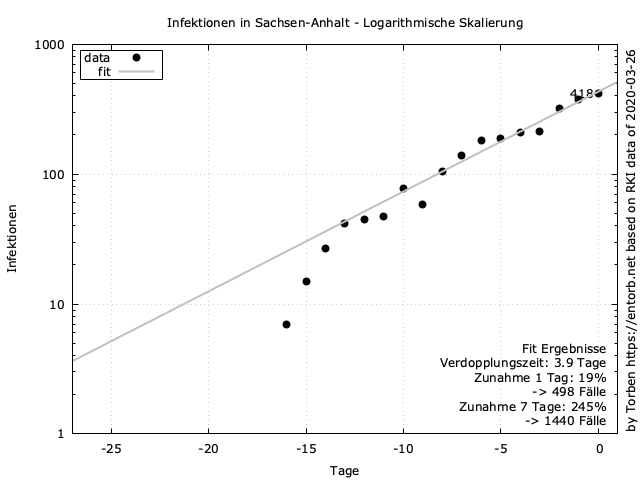 Infektionen in Sachsen-Anhalt - Logarithmische Skalierung
1000
100
10
1
Infektionen
data
fit
418
Fit Ergebnisse
Verdopplungszeit: 3.9 Tage
Zunahme 1 Tag: 19%
-> 498 Fälle
Zunahme 7 Tage: 245%
-> 1440 Fälle
-25 -20 -15 -10 -5 0
Tage
by Torben https://entorb.net based on RKI data of 2020-03-26